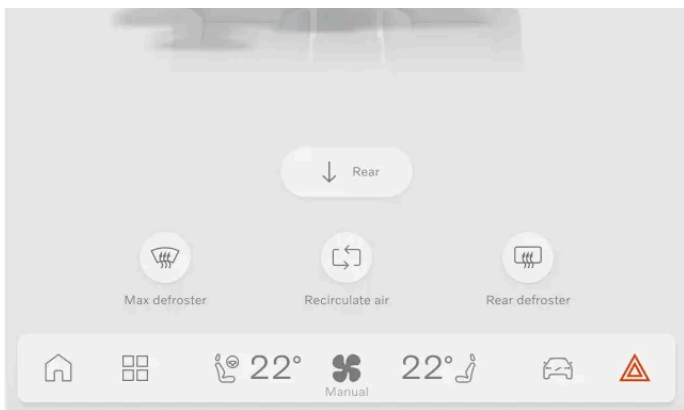 Rear
Max defroster
Recirculate air
Rear defroster
22° 22°
Manual